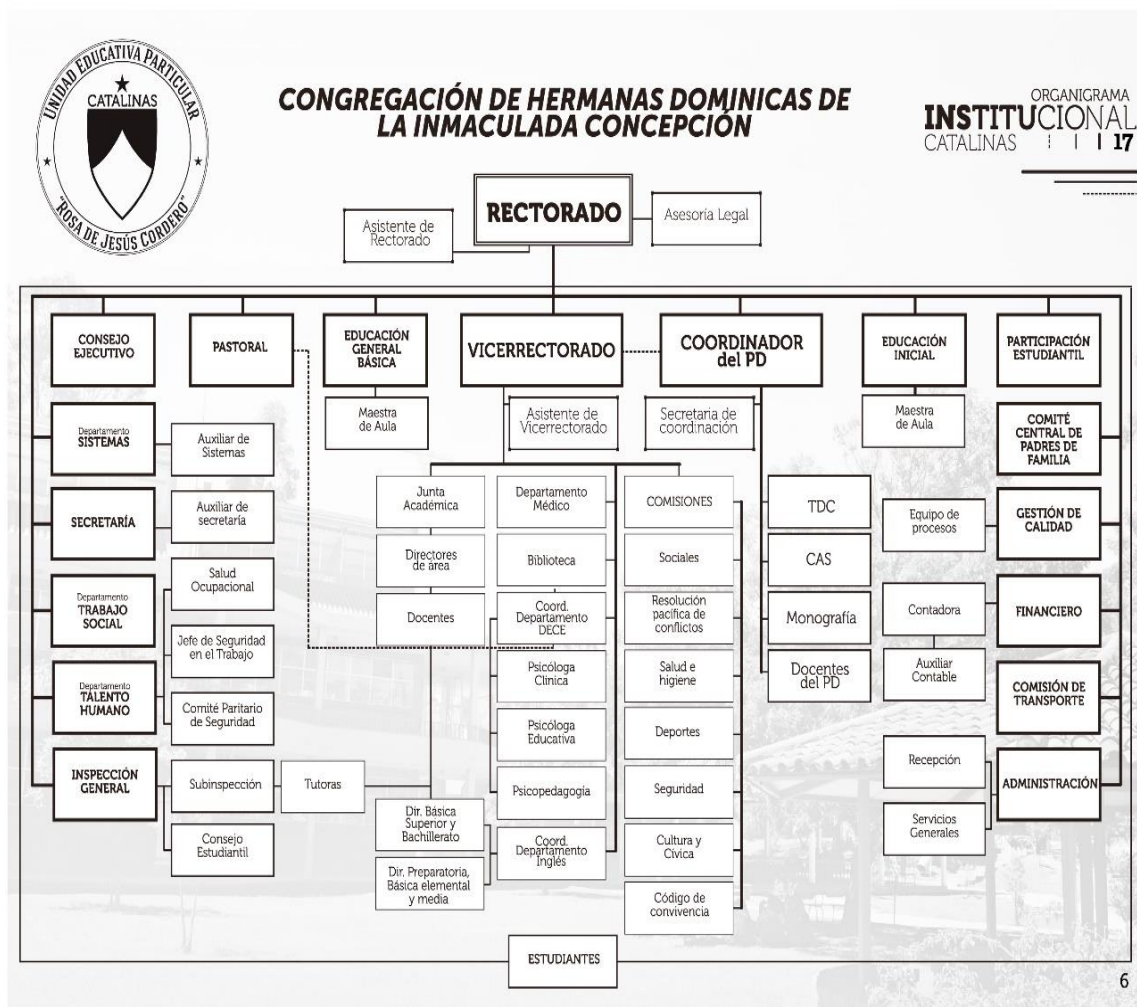 UNIDAD EDUCATIVA PARTICULAR
CATALINAS
"ROSA DE JESÚS CORDERO"
CONGREGACIÓN DE HERMANAS DOMINICAS DE
LA INMACULADA CONCEPCIÓN
ORGANIGRAMA
INSTITUCIONAL
CATALINAS 17
RECTORADO
Asistente de
Rectorado
Asesoría Legal
CONSEJO
EJECUTIVO
PASTORAL
EDUCACIÓN
GENERAL
BÁSICA
VICERRECTORADO
COORDINADOR
del PD
EDUCACIÓN
INICIAL
PARTICIPACIÓN
ESTUDIANTIL
Maestra
de Aula
Asistente de
Vicerrectorado
Secretaria de
coordinación
Maestra
de Aula
COMITÉ
CENTRAL DE
PADRES DE
FAMILIA
Departamento
SISTEMAS
Auxiliar de
Sistemas
SECRETARÍA
Auxiliar de
secretaría
Departamento
TRABAJO
SOCIAL
Salud
Ocupacional
Jefe de Seguridad
en el Trabajo
Departamento
TALENTO
HUMANO
Comité Paritario
de Seguridad
INSPECCIÓN
GENERAL
Subinspección
Tutoras
Consejo
Estudiantil
Junta
Académica
Directores
de área
Docentes
Dir. Básica
Superior y
Bachillerato
Dir. Preparatoria,
Básica elemental
y media
Departamento
Médico
Biblioteca
Coord.
Departamento
DECE
Psicóloga
Clínica
Psicóloga
Educativa
Psicopedagogía
Coord.
Departamento
Inglés
COMISIONES
Sociales
Resolución
pacífica de
conflictos
Salud e
higiene
Deportes
Seguridad
Cultura y
Cívica
Código de
convivencia
TDC
CAS
Monografía
Docentes
del PD
Equipo de
procesos
GESTIÓN DE
CALIDAD
Contadora
FINANCIERO
Auxiliar
Contable
COMISIÓN DE
TRANSPORTE
Recepción
ADMINISTRACIÓN
Servicios
Generales
ESTUDIANTES
6